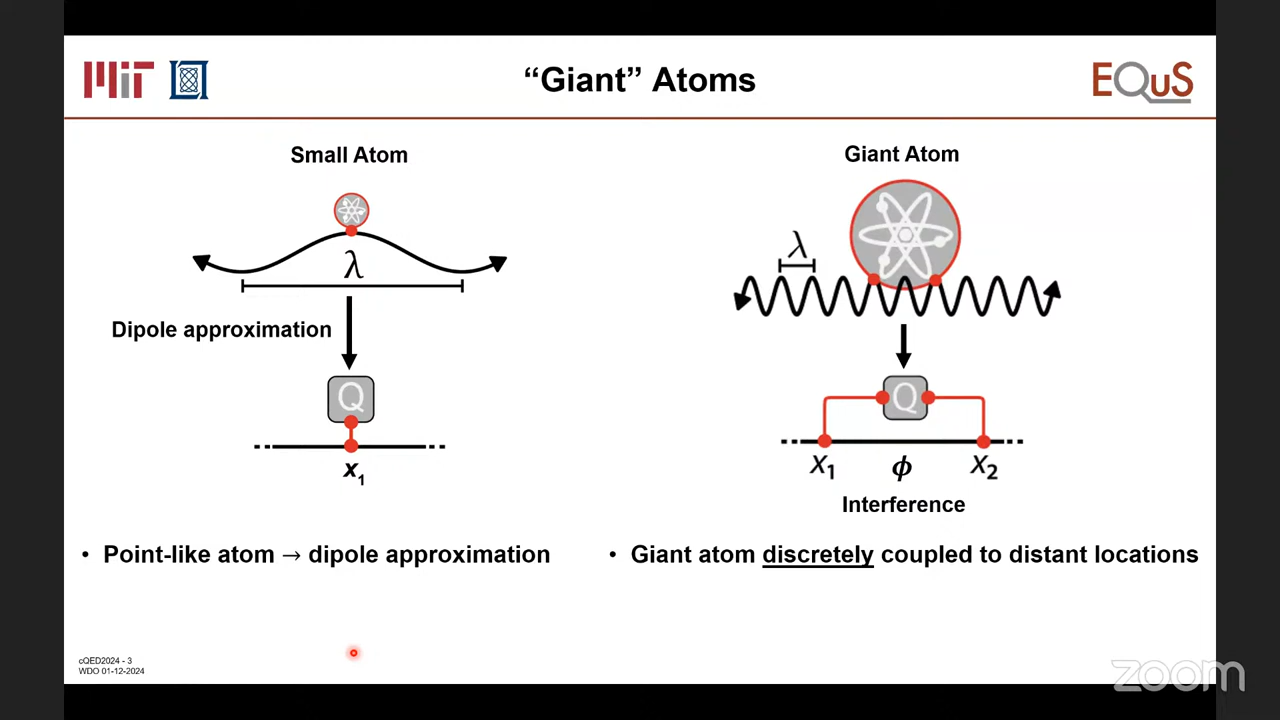 MIT
“Giant” Atoms
EQuS
Small Atom
λ
Dipole approximation
Q
x1
• Point-like atom → dipole approximation
Giant Atom
λ
Q
x1 ϕ x2
Interference
• Giant atom discretely coupled to distant locations
cQED2024 - 3
WDO 01-12-2024
zoom